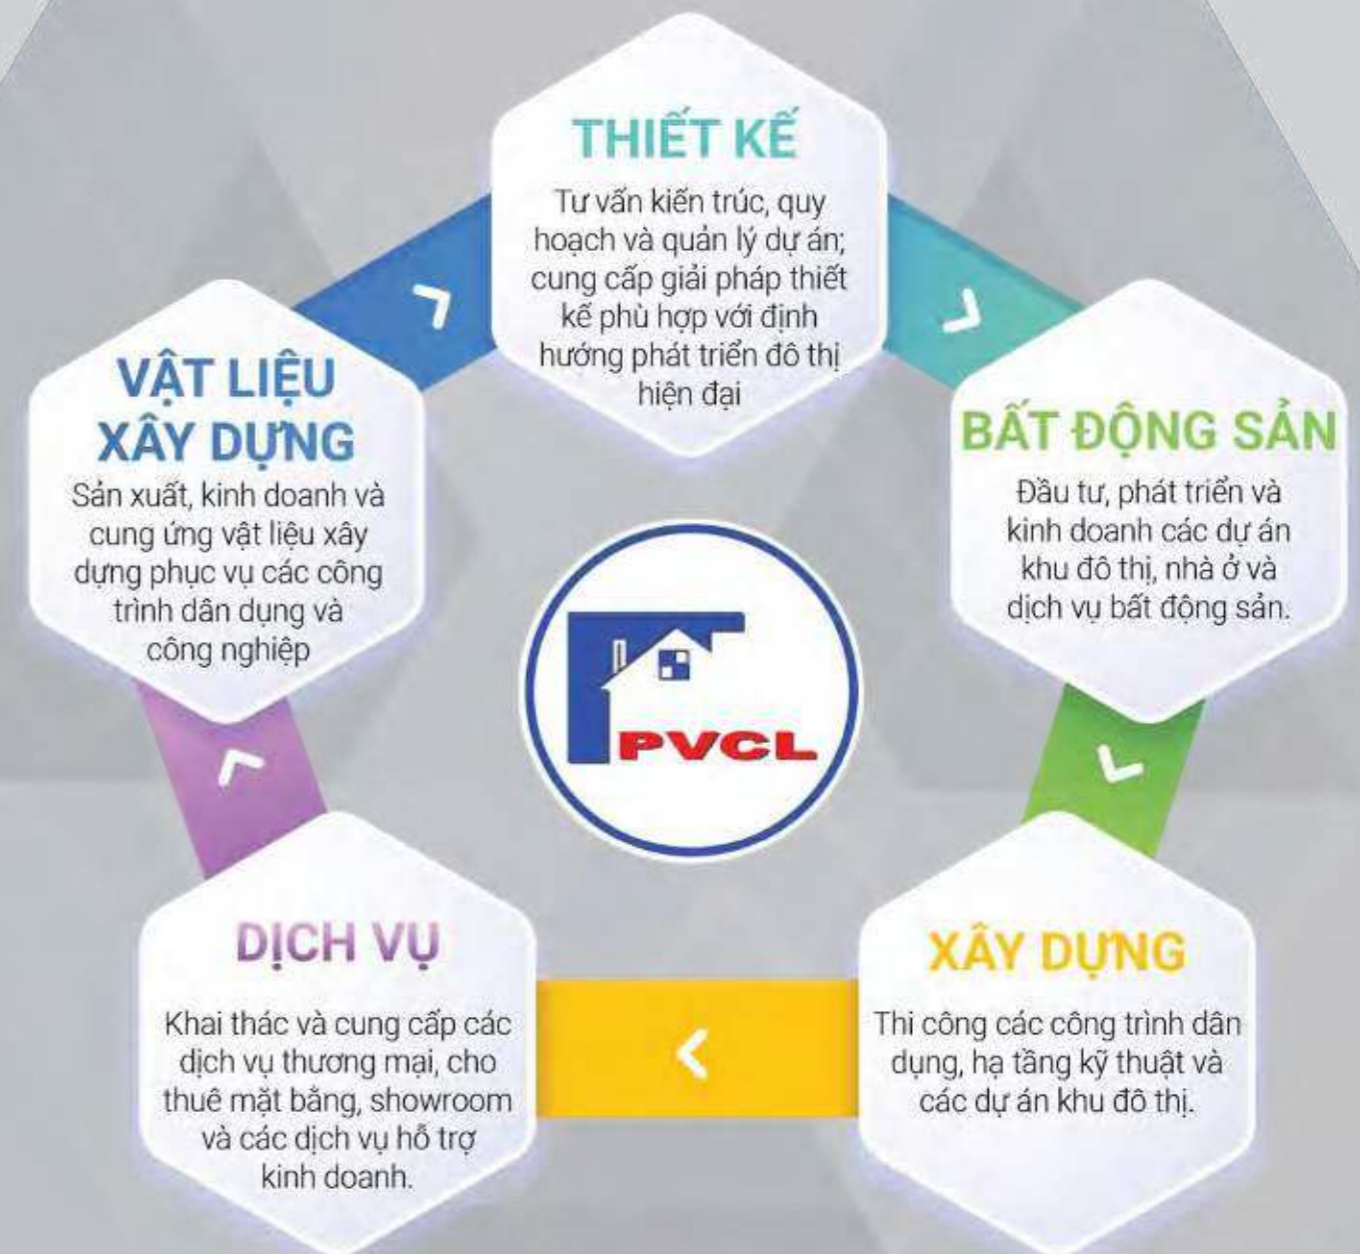 THIẾT KẾ
Tư vấn kiến trúc, quy
hoạch và quản lý dự án;
cung cấp giải pháp thiết
kế phù hợp với định
hướng phát triển đô thị
hiện đại
BẤT ĐỘNG SẢN
Đầu tư, phát triển và
kinh doanh các dự án
khu đô thị, nhà ở và
dịch vụ bất động sản.
XÂY DỰNG
Thi công các công trình dân
dụng, hạ tầng kỹ thuật và
các dự án khu đô thị.
DỊCH VỤ
Khai thác và cung cấp các
dịch vụ thương mại, cho
thuê mặt bằng, showroom
và các dịch vụ hỗ trợ
kinh doanh.
VẬT LIỆU
XÂY DỰNG
Sản xuất, kinh doanh và
cung ứng vật liệu xây
dựng phục vụ các công
trình dân dụng và
công nghiệp
PVCL